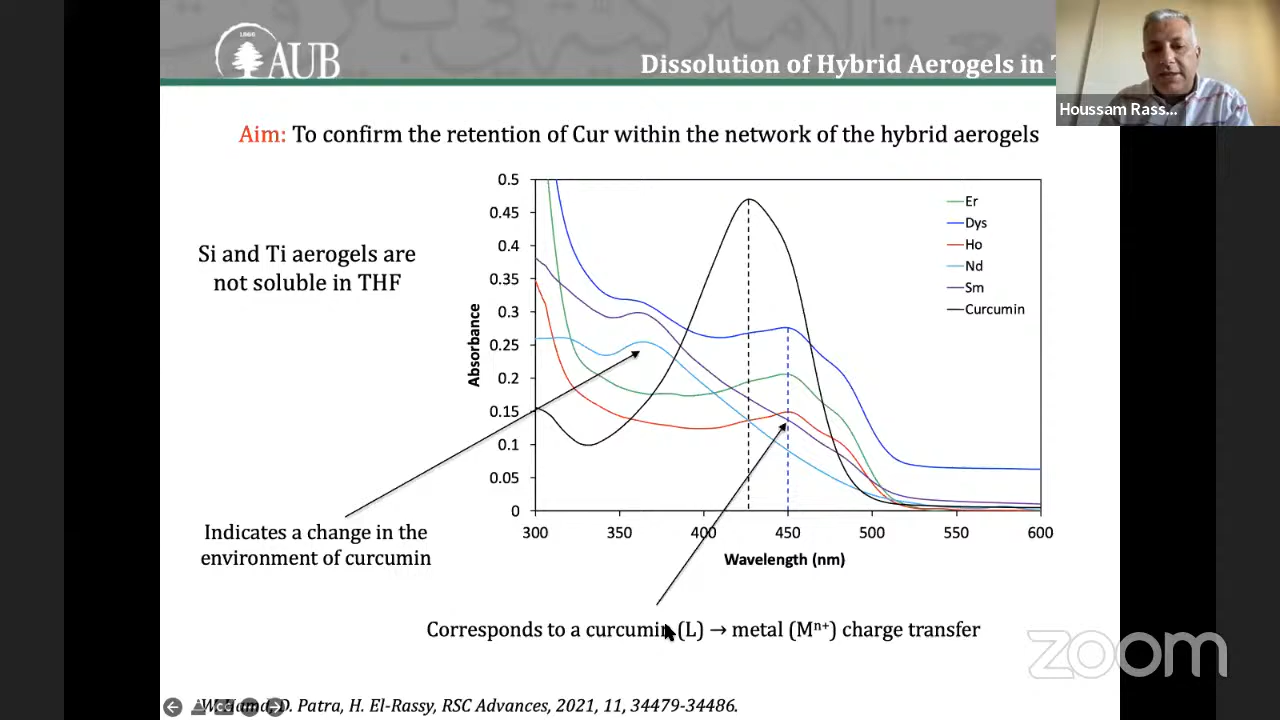 AUB
Dissolution of Hybrid Aerogels in
Houssam Rass...
Aim: To confirm the retention of Cur within the network of the hybrid aerogels
Si and Ti aerogels are
not soluble in THF
Absorbance
0.5
0.45
0.4
0.35
0.3
0.25
0.2
0.15
0.1
0.05
0
300
350
400
450
500
550
600
Wavelength (nm)
Er
Dys
Ho
Nd
Sm
Curcumin
Indicates a change in the
environment of curcumin
Corresponds to a curcumin (L) → metal (Mⁿ⁺) charge transfer
zoom
D. Patra, H. El-Rassy, RSC Advances, 2021, 11, 34479-34486.